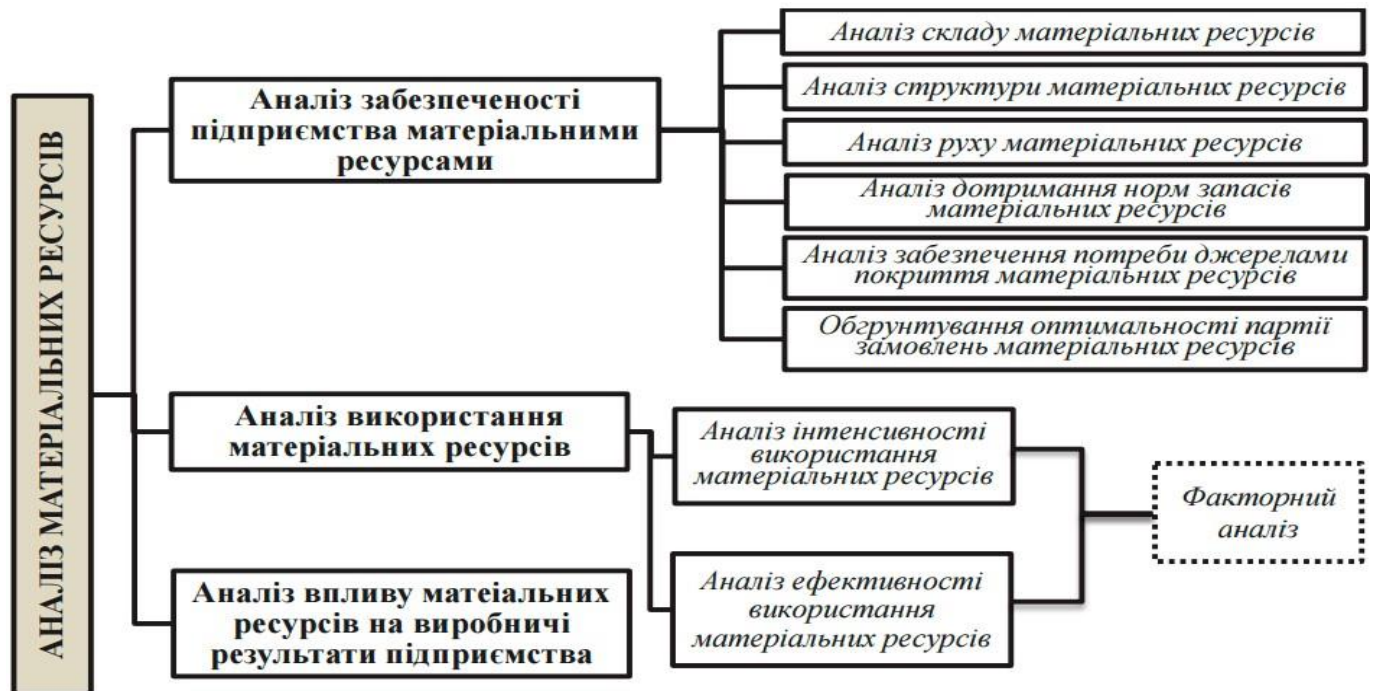 АНАЛІЗ МАТЕРІАЛЬНИХ РЕСУРСІВ
Аналіз забезпеченості
підприємства матеріальними
ресурсами
Аналіз складу матеріальних ресурсів
Аналіз структури матеріальних ресурсів
Аналіз руху матеріальних ресурсів
Аналіз дотримання норм запасів
матеріальних ресурсів
Аналіз забезпечення потреби джерелами
покриття матеріальних ресурсів
Обгрунтування оптимальності партії
замовлень матеріальних ресурсів
Аналіз використання
матеріальних ресурсів
Аналіз інтенсивності
використання
матеріальних ресурсів
Аналіз ефективності
використання
матеріальних ресурсів
Факторний
аналіз
Аналіз впливу матеіальних
ресурсів на виробничі
результати підприємства